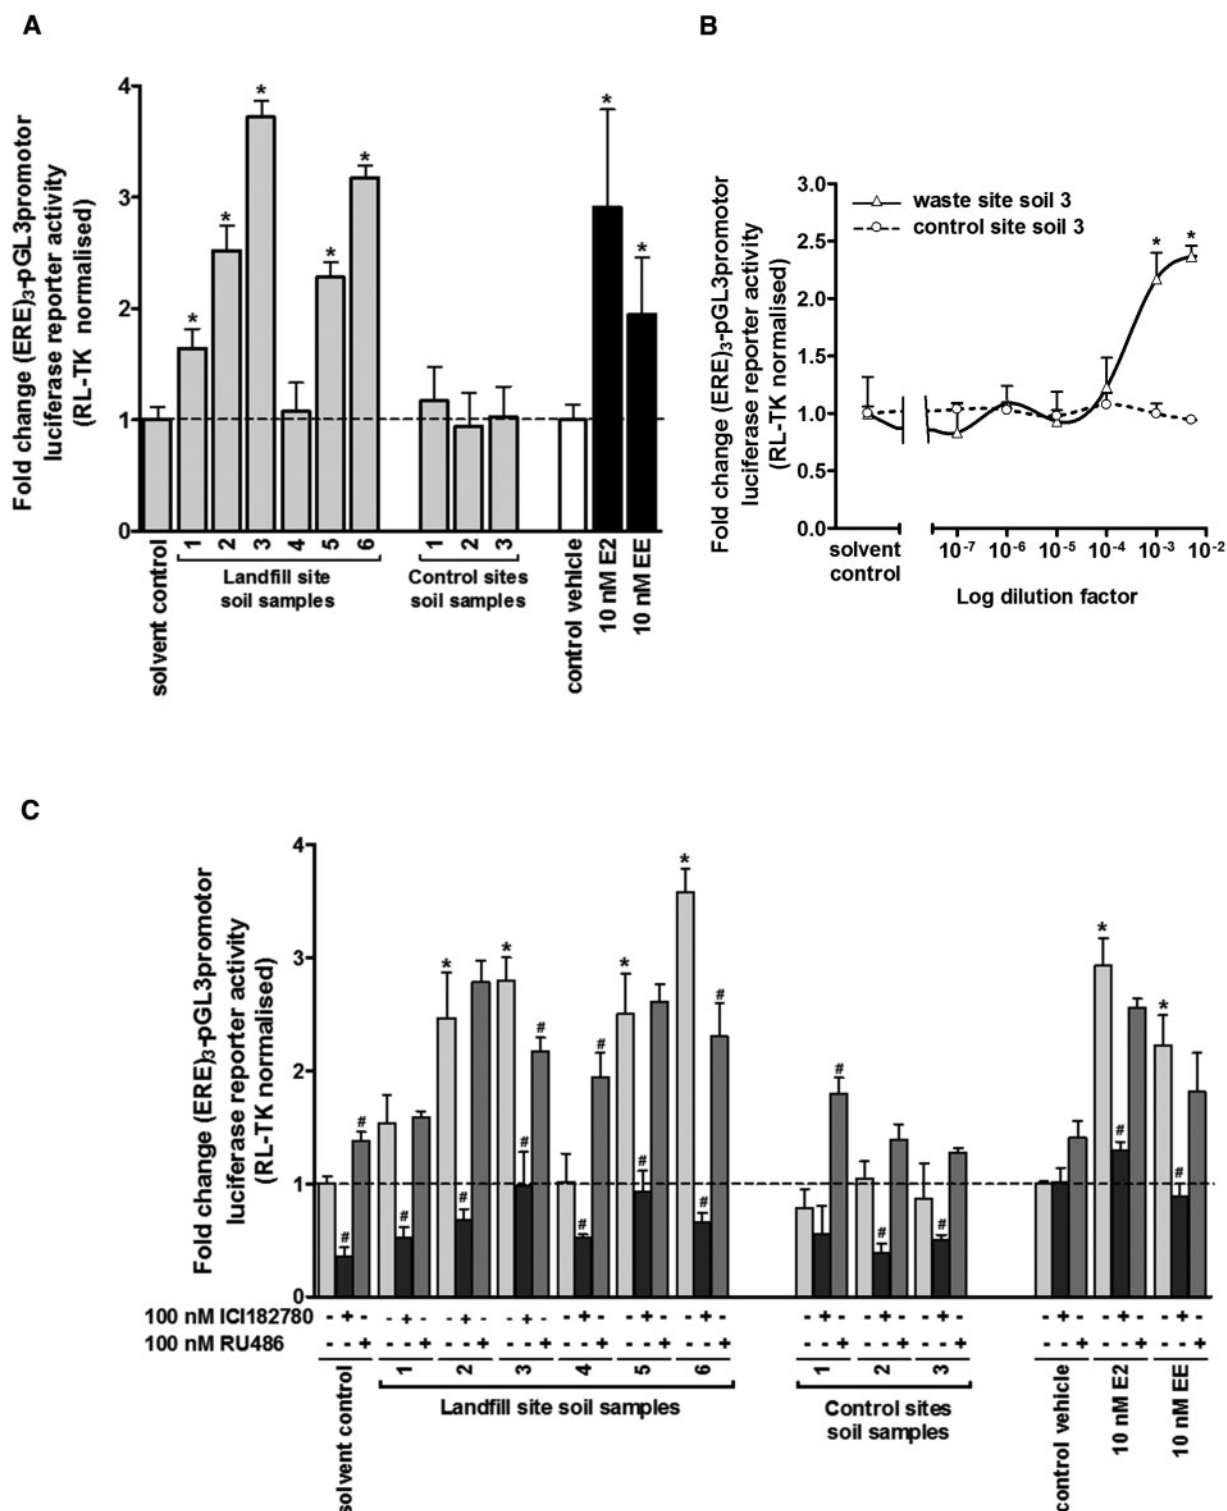 A
Fold change (ERE)3-pGL3promotor
luciferase reporter activity
(RL-TK normalised)
4
3
2
1
0
* * * * * * *
solvent control
1 2 3 4 5 6
Landfill site
soil samples
1 2 3
Control sites
soil samples
control vehicle
10 nM E2
10 nM EE
B
Fold change (ERE)3-pGL3promotor
luciferase reporter activity
(RL-TK normalised)
3.0
2.5
2.0
1.5
1.0
0.5
0.0
waste site soil 3
control site soil 3
* *
solvent
control
10-7 10-6 10-5 10-4 10-3 10-2
Log dilution factor
C
Fold change (ERE)3-pGL3promotor
luciferase reporter activity
(RL-TK normalised)
4
3
2
1
0
# # # # * # * # # # # * # * # # # # # * # * #
100 nM ICI182780 - + - - + - - + - - + - - + - - + - - + - - + - - + - - + - - + - - + - - + -
100 nM RU486 - - + - - + - - + - - + - - + - - + - - + - - + - - + - - + - - + - - + - - +
solvent control
1 2 3 4 5 6
Landfill site soil samples
1 2 3
Control sites
soil samples
control vehicle
10 nM E2
10 nM EE